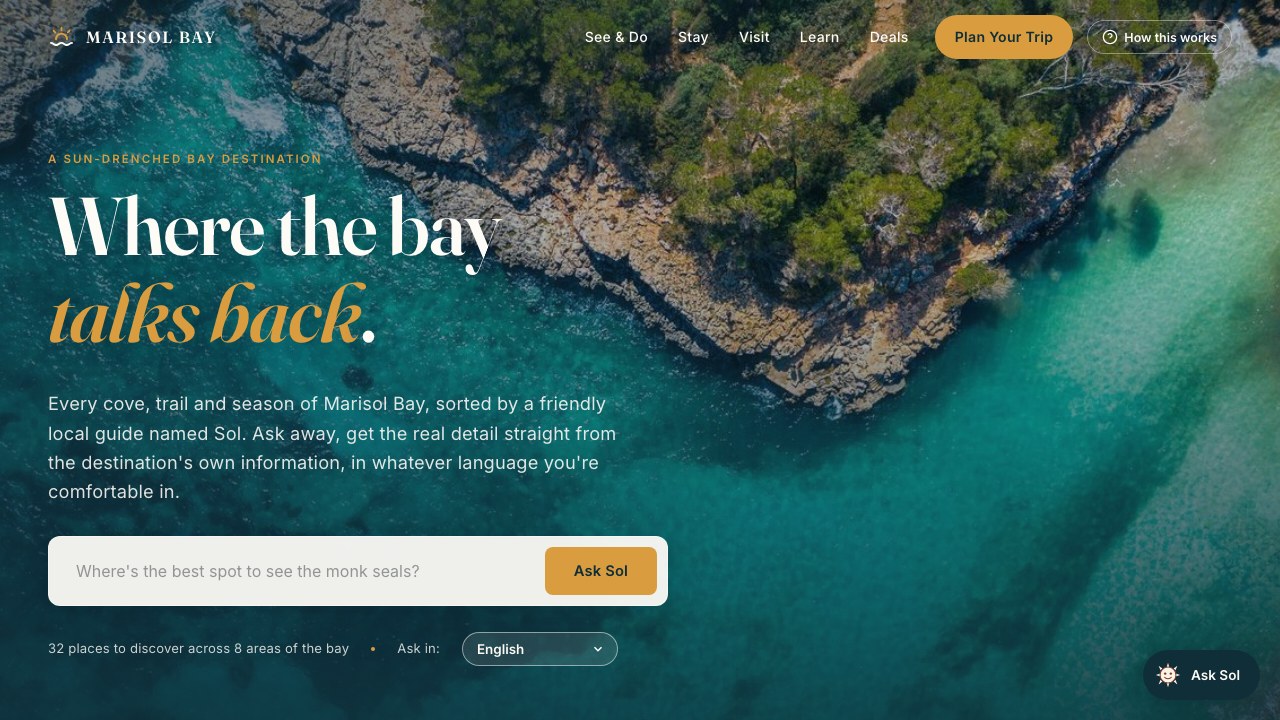 MARISOL BAY
See & Do
Stay
Visit
Learn
Deals
Plan Your Trip
How this works
A SUN-DRENCHED BAY DESTINATION
Where the bay
talks back.
Every cove, trail and season of Marisol Bay, sorted by a friendly
local guide named Sol. Ask away, get the real detail straight from
the destination's own information, in whatever language you're
comfortable in.
Where's the best spot to see the monk seals?
Ask Sol
32 places to discover across 8 areas of the bay
•
Ask in:
English
Ask Sol